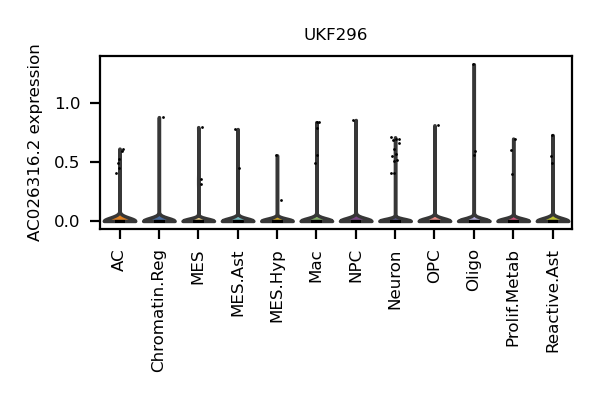 UKF296
AC026316.2 expression
1.0
0.5
0.0
AC
Chromatin.Reg
MES
MES.Ast
MES.Hyp
Mac
NPC
Neuron
OPC
Oligo
Prolif.Metab
Reactive.Ast